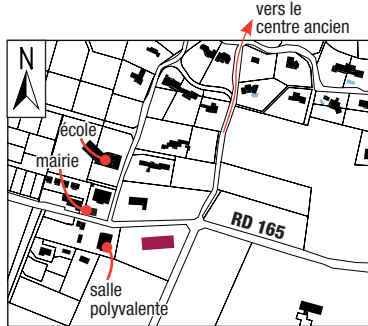 vers le
centre ancien
N
école
mairie
RD 165
salle
polyvalente